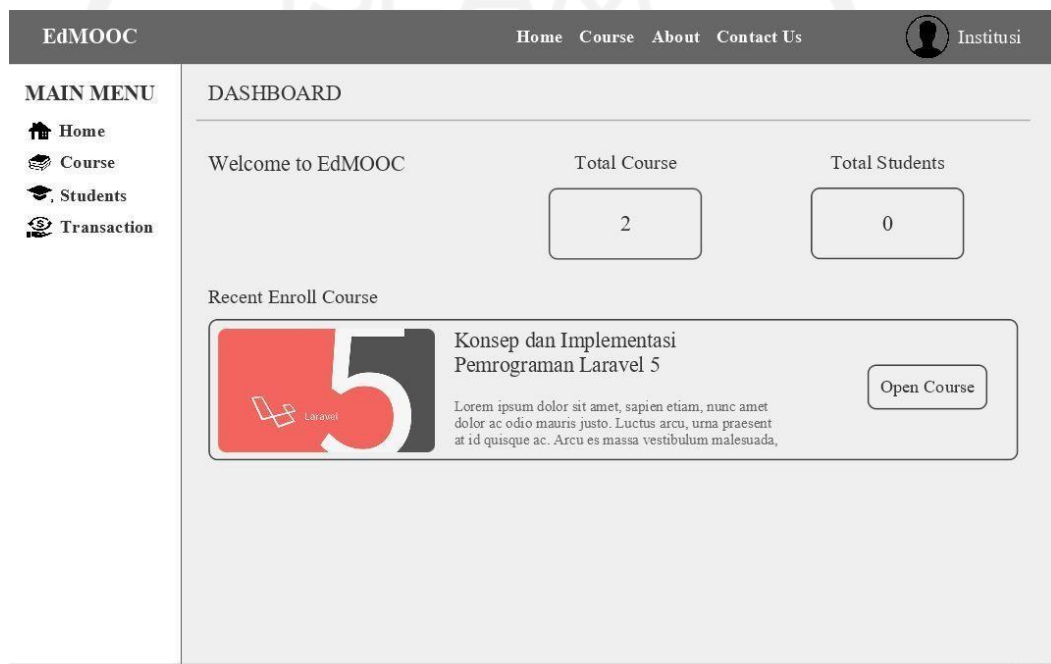 EdMOOC
Home Course About Contact Us
Institusi
MAIN MENU
Home
Course
Students
Transaction
DASHBOARD
Welcome to EdMOOC
Total Course
2
Total Students
0
Recent Enroll Course
5
Laravel
Konsep dan Implementasi
Pemrograman Laravel 5
Lorem ipsum dolor sit amet, sapien etiam, nunc amet
dolor ac odio mauris justo. Luctus arcu, urna praesent
at id quisque ac. Arcu es massa vestibulum malesuada,
Open Course